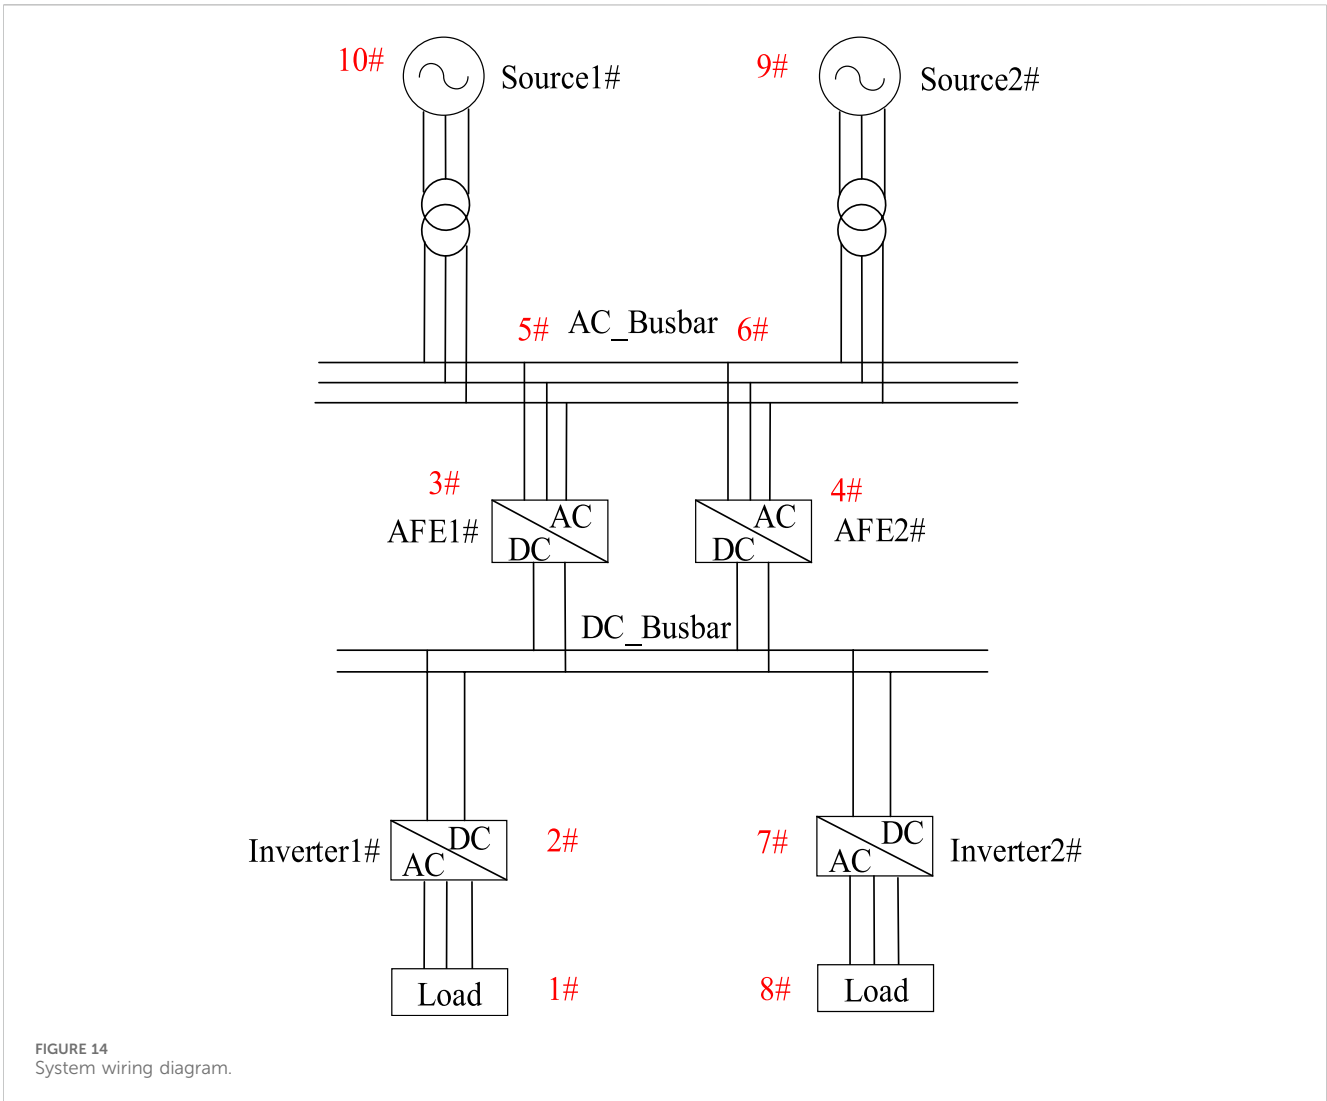 10#
Source1#
9#
Source2#
5#
AC_Busbar
6#
3#
AFE1#
AC
DC
AC
DC
4#
AFE2#
DC_Busbar
Inverter1#
DC
AC
2#
7#
DC
AC
Inverter2#
Load
1#
8#
Load
FIGURE 14
System wiring diagram.